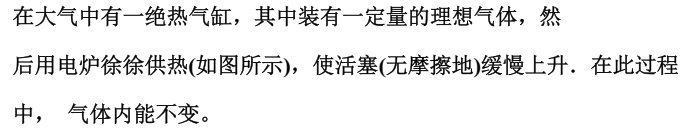 在大气中有一绝热气缸，其中装有一定量的理想气体，然
后用电炉徐徐供热(如图所示)，使活塞(无摩擦地)缓慢上升．在此过程
中， 气体内能不变。